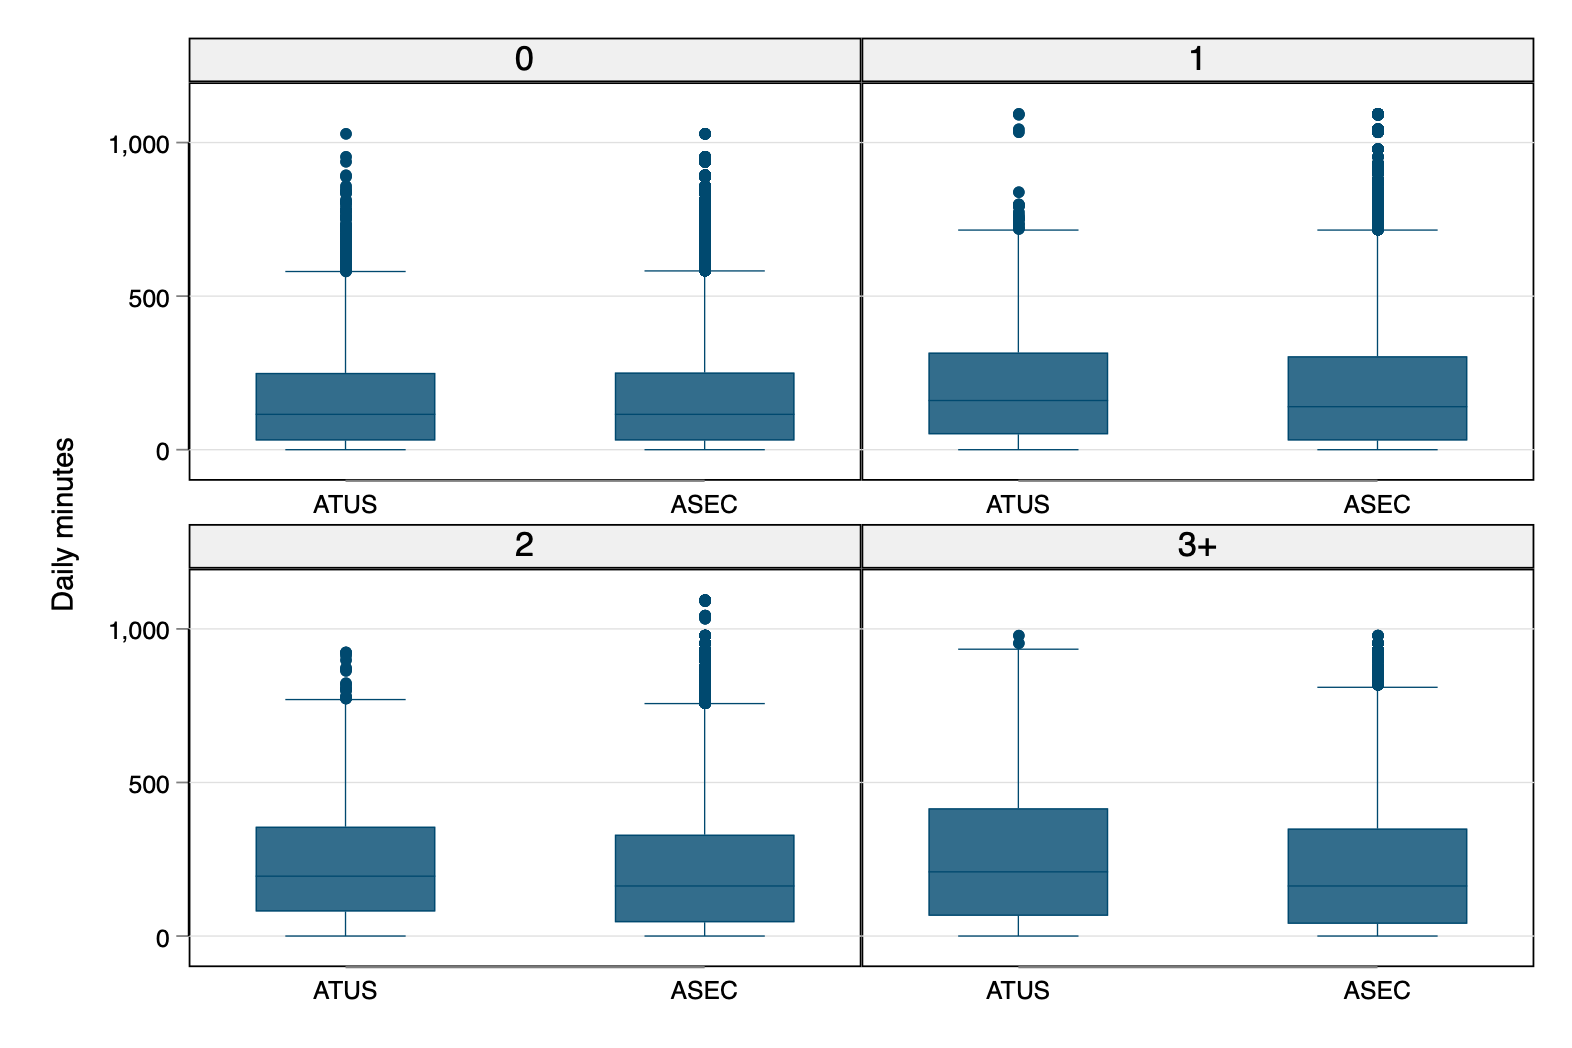 Daily minutes
0
1
1,000
500
0
ATUS
ASEC
ATUS
ASEC
2
3+
1,000
500
0
ATUS
ASEC
ATUS
ASEC